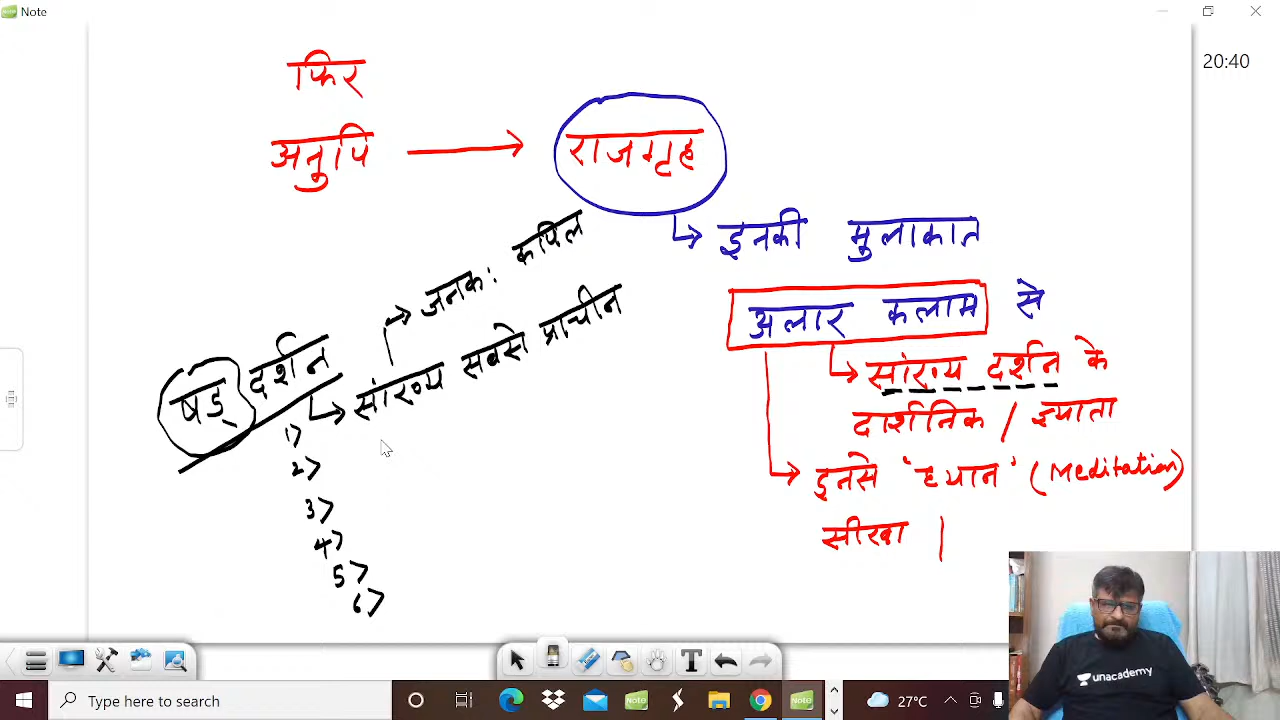 Note
20:40
फिर
अनुपि → राजगृह
इनकी मुलाकात
अलार कलाम से
सांख्य दर्शन के
दार्शनिक / ज्ञाता
इनसे 'ध्यान' (Meditation)
सीखा |
जनक: कपिल
षड् दर्शन
सांख्य सबसे प्राचीन
1>
2>
3>
4>
5>
6>
unacademy
Type here to search
27°C